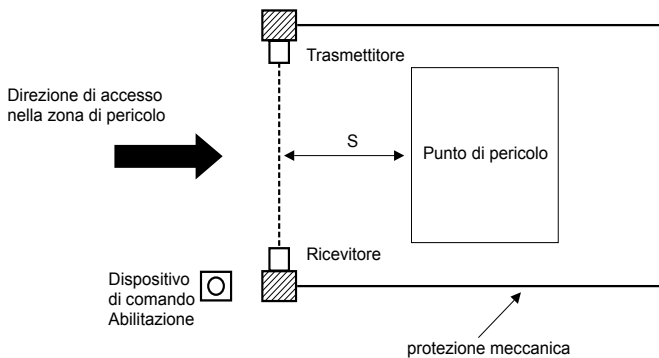 Trasmettitore
Direzione di accesso
nella zona di pericolo
S
Punto di pericolo
Ricevitore
Dispositivo
di comando
Abilitazione
protezione meccanica